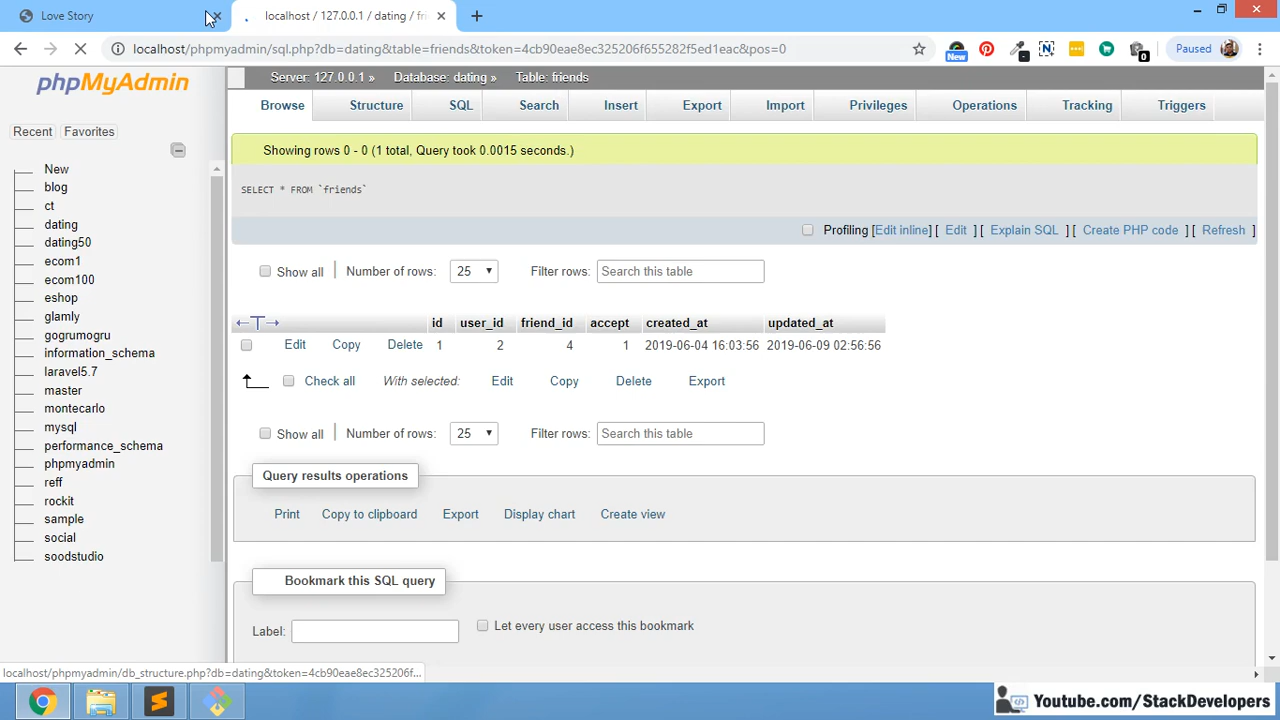 Love Story
localhost / 127.0.0.1 / dating / fri
localhost/phpmyadmin/sql.php?db=dating&table=friends&token=4cb90eae8ec325206f655282f5ed1eac&pos=0
New
0
Paused
phpMyAdmin
Recent
Favorites
New
blog
ct
dating
dating50
ecom1
ecom100
eshop
glamly
gogrumogru
information_schema
laravel5.7
master
montecarlo
mysql
performance_schema
phpmyadmin
reff
rockit
sample
social
soodstudio
Server: 127.0.0.1 » Database: dating » Table: friends
Browse Structure SQL Search Insert Export Import Privileges Operations Tracking Triggers
Showing rows 0 - 0 (1 total, Query took 0.0015 seconds.)
SELECT * FROM `friends`
Profiling [Edit inline] [ Edit ] [ Explain SQL ] [ Create PHP code ] [ Refresh ]
Show all Number of rows: 25 Filter rows: Search this table
id user_id friend_id accept created_at updated_at
Edit Copy Delete 1 2 4 1 2019-06-04 16:03:56 2019-06-09 02:56:56
Check all With selected: Edit Copy Delete Export
Show all Number of rows: 25 Filter rows: Search this table
Query results operations
Print Copy to clipboard Export Display chart Create view
Bookmark this SQL query
Label: Let every user access this bookmark
localhost/phpmyadmin/db_structure.php?db=dating&token=4cb90eae8ec325206f...
Youtube.com/StackDevelopers